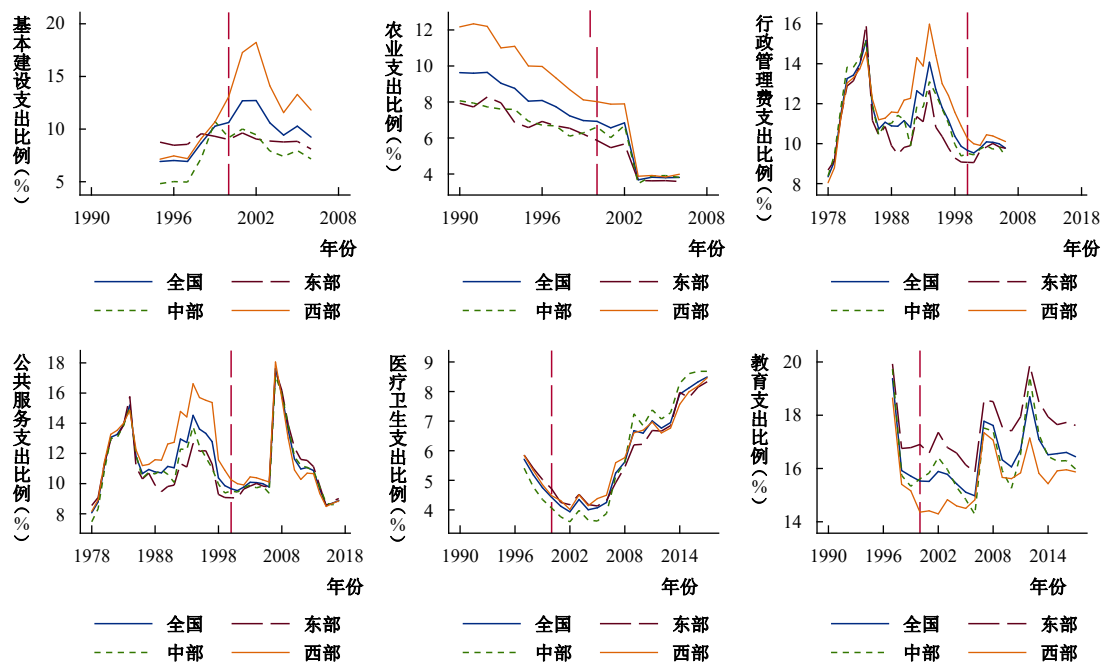 基本建设支出比例(%)
20
15
10
5
1990 1996 2002 2008
年份
全国 东部
中部 西部
农业支出比例(%)
12
10
8
6
4
1990 1996 2002 2008
年份
全国 东部
中部 西部
行政管理费支出比例(%)
16
14
12
10
8
1978 1988 1998 2008 2018
年份
全国 东部
中部 西部
公共服务支出比例(%)
18
16
14
12
10
8
1978 1988 1998 2008 2018
年份
全国 东部
中部 西部
医疗卫生支出比例(%)
9
8
7
6
5
4
1990 1996 2002 2008 2014
年份
全国 东部
中部 西部
教育支出比例(%)
20
18
16
14
1990 1996 2002 2008 2014
年份
全国 东部
中部 西部